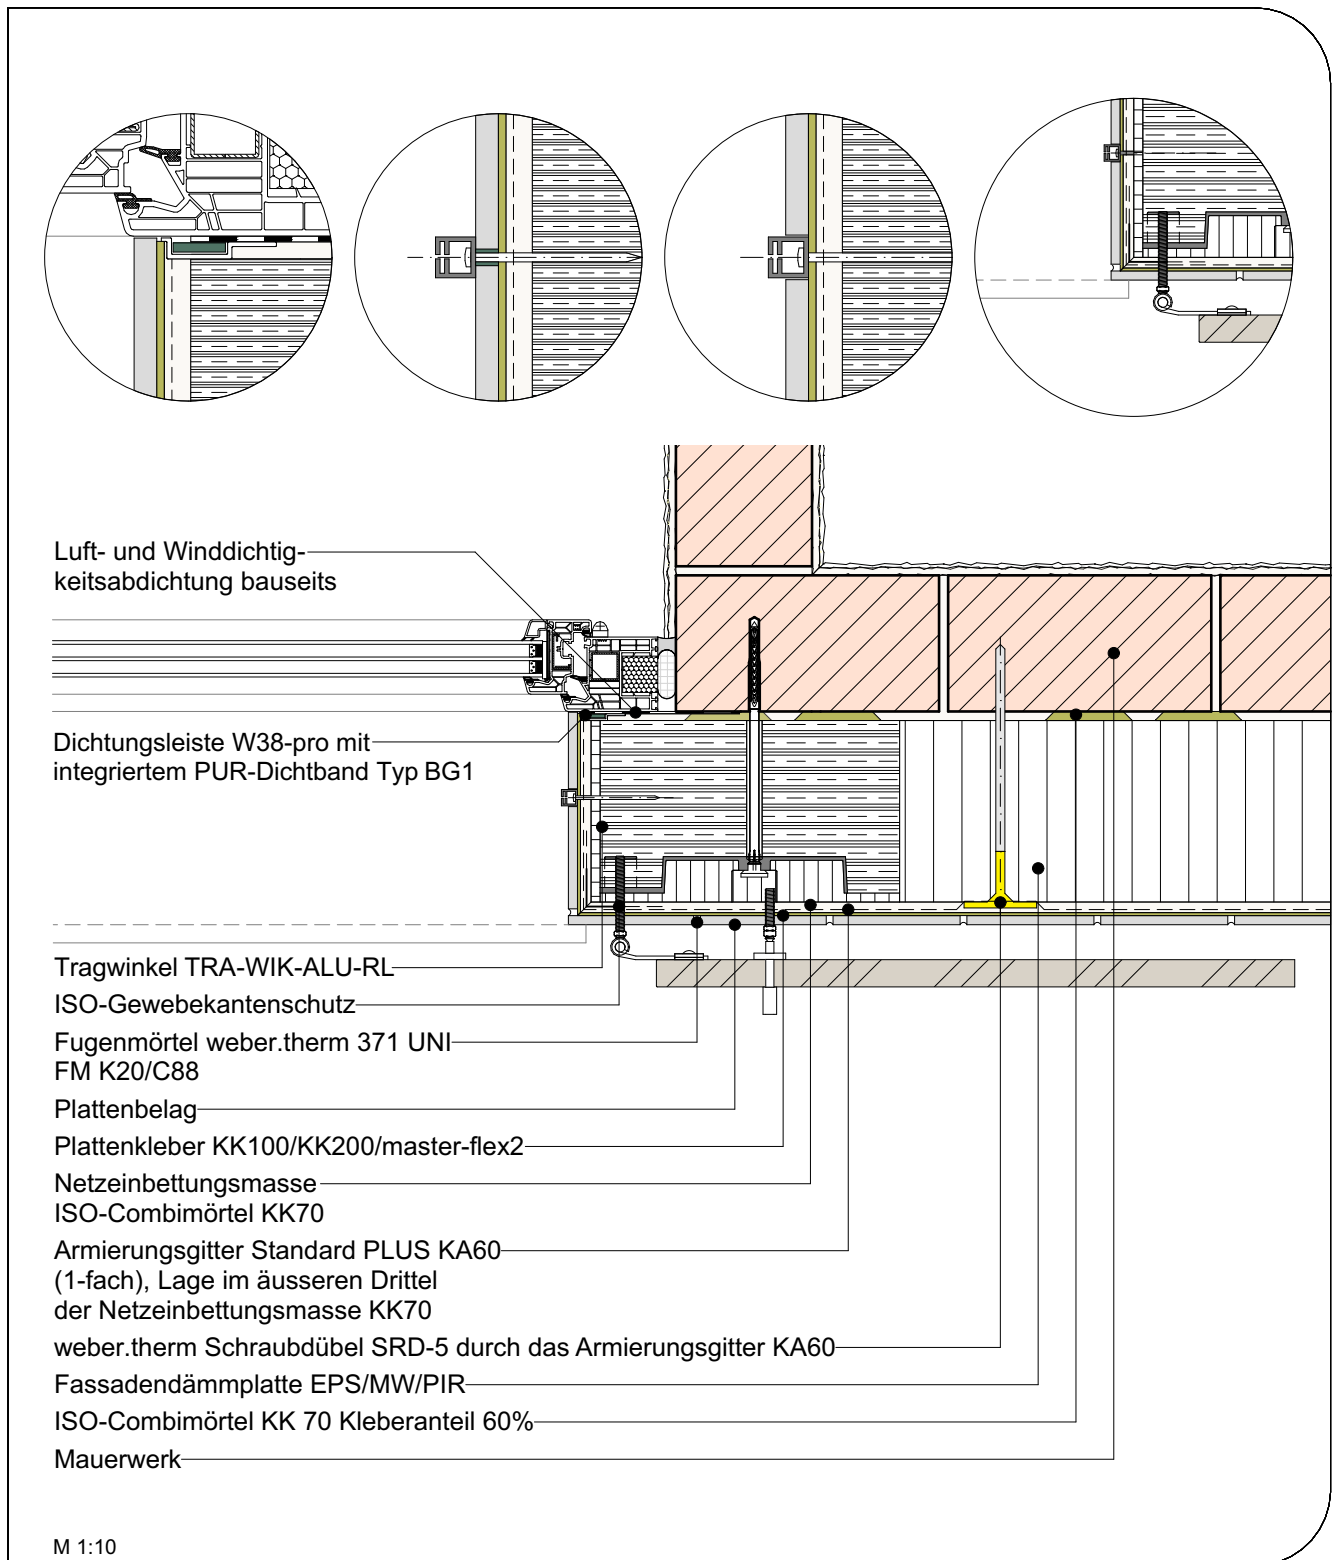 Luft- und Winddichtig-
keitsabdichtung bauseits
Dichtungsleiste W38-pro mit
integriertem PUR-Dichtband Typ BG1
Tragwinkel TRA-WIK-ALU-RL
ISO-Gewebekantenschutz
Fugenmörtel weber.therm 371 UNI
FM K20/C88
Plattenbelag
Plattenkleber KK100/KK200/master-flex2
Netzeinbettungsmasse
ISO-Combimörtel KK70
Armierungsgitter Standard PLUS KA60
(1-fach), Lage im äusseren Drittel
der Netzeinbettungsmasse KK70
weber.therm Schraubdübel SRD-5 durch das Armierungsgitter KA60
Fassadendämmplatte EPS/MW/PIR
ISO-Combimörtel KK 70 Kleberanteil 60%
Mauerwerk
M 1:10